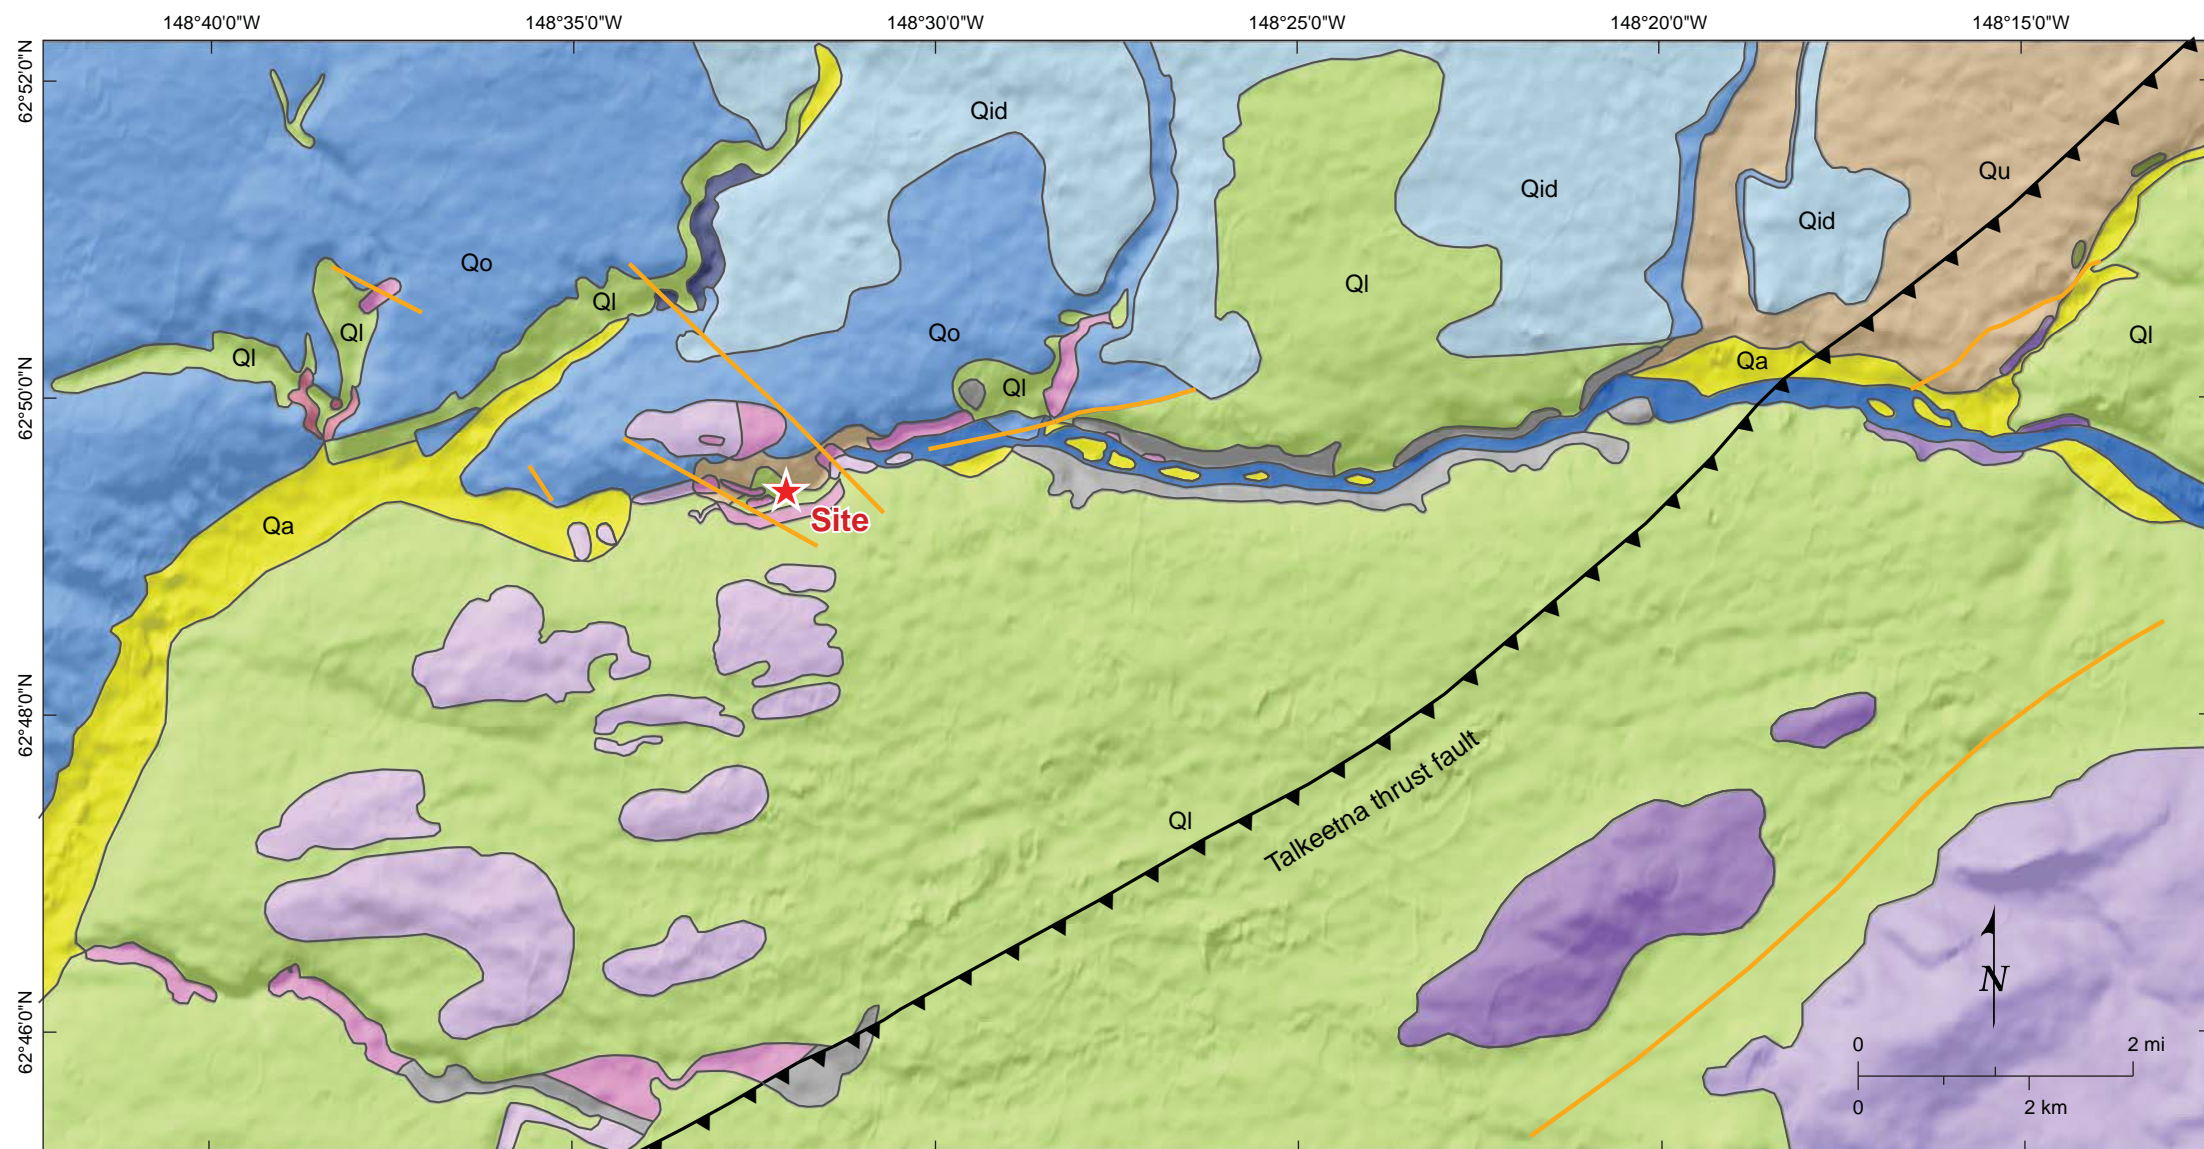 148°40'0"W 148°35'0"W 148°30'0"W 148°25'0"W 148°20'0"W 148°15'0"W
62°52'0"N
62°50'0"N
62°48'0"N
62°46'0"N
Qid
Qid
Qu
Qid
Qo
Ql
Ql
Ql
Qo
Ql
Ql
Ql
Qa
Ql
Qa
Site
Ql
Talkeetna thrust fault
N
0 2 mi
0 2 km